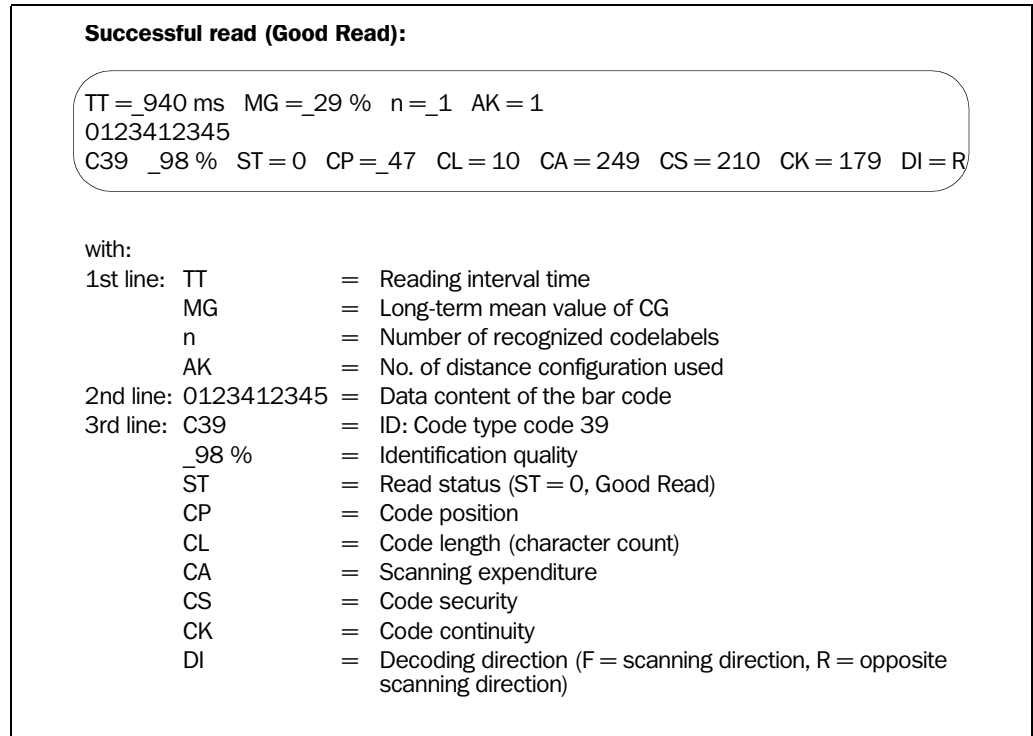 Successful read (Good Read):
TT =_940 ms MG =_29 % n =_1 AK = 1
0123412345
C39 _98 % ST = 0 CP =_47 CL = 10 CA = 249 CS = 210 CK = 179 DI = R
with:
1st line: TT = Reading interval time
MG = Long-term mean value of CG
n = Number of recognized codelabels
AK = No. of distance configuration used
2nd line: 0123412345 = Data content of the bar code
3rd line: C39 = ID: Code type code 39
_98 % = Identification quality
ST = Read status (ST = 0, Good Read)
CP = Code position
CL = Code length (character count)
CA = Scanning expenditure
CS = Code security
CK = Code continuity
DI = Decoding direction (F = scanning direction, R = opposite
scanning direction)